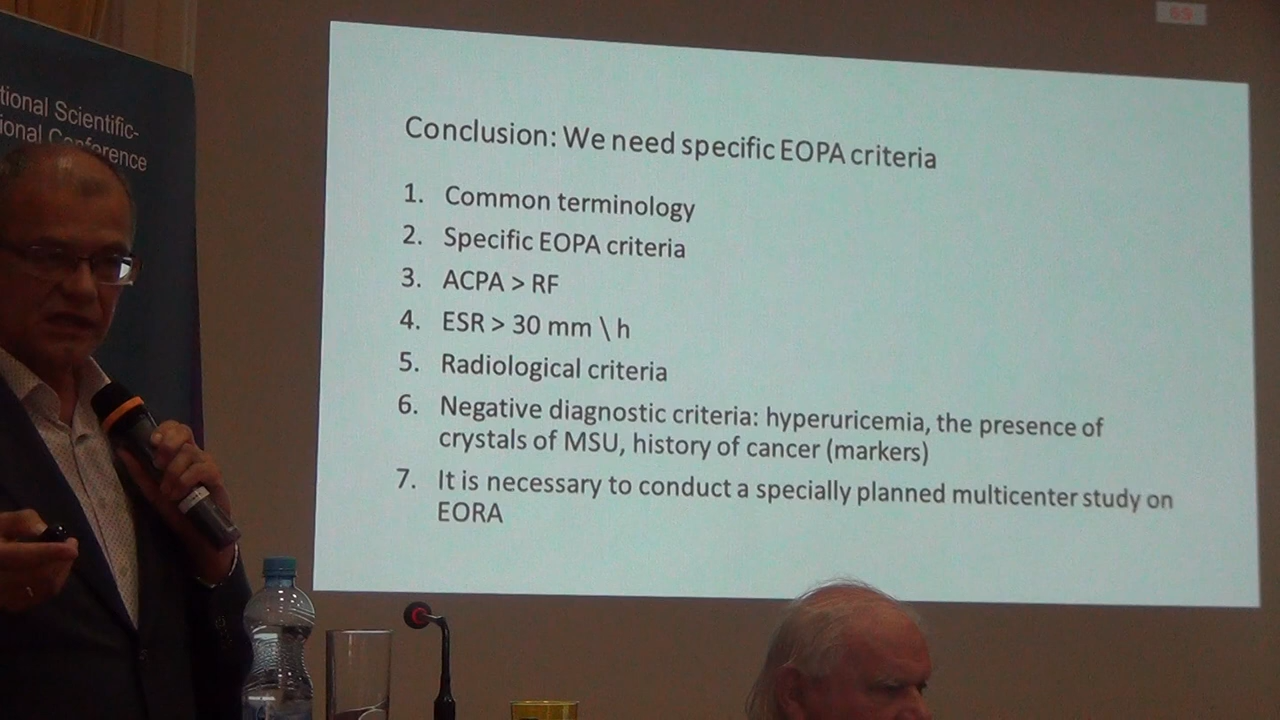 tional Scientific-
ional Conference
69
Conclusion: We need specific EOPA criteria
1. Common terminology
2. Specific EOPA criteria
3. ACPA > RF
4. ESR > 30 mm \ h
5. Radiological criteria
6. Negative diagnostic criteria: hyperuricemia, the presence of
crystals of MSU, history of cancer (markers)
7. It is necessary to conduct a specially planned multicenter study on
EORA